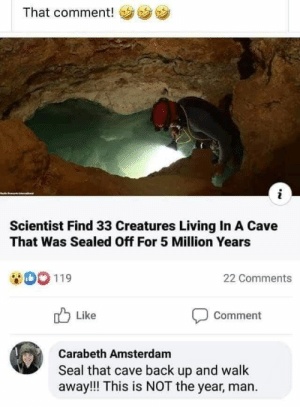 That comment! 🤣🤣🤣
i
Scientist Find 33 Creatures Living In A Cave
That Was Sealed Off For 5 Million Years
119
22 Comments
Like
Comment
Carabeth Amsterdam
Seal that cave back up and walk
away!!! This is NOT the year, man.